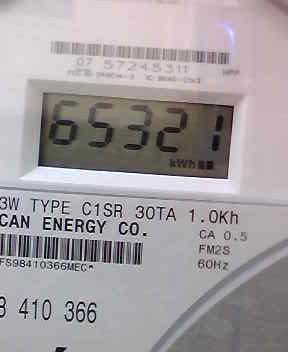 07 57245311
65321
kWh
3W TYPE C1SR 30TA 1.0Kh
CAN ENERGY CO.
CA 0.5
FM2S
60Hz
FS98410366MEC*
410 366